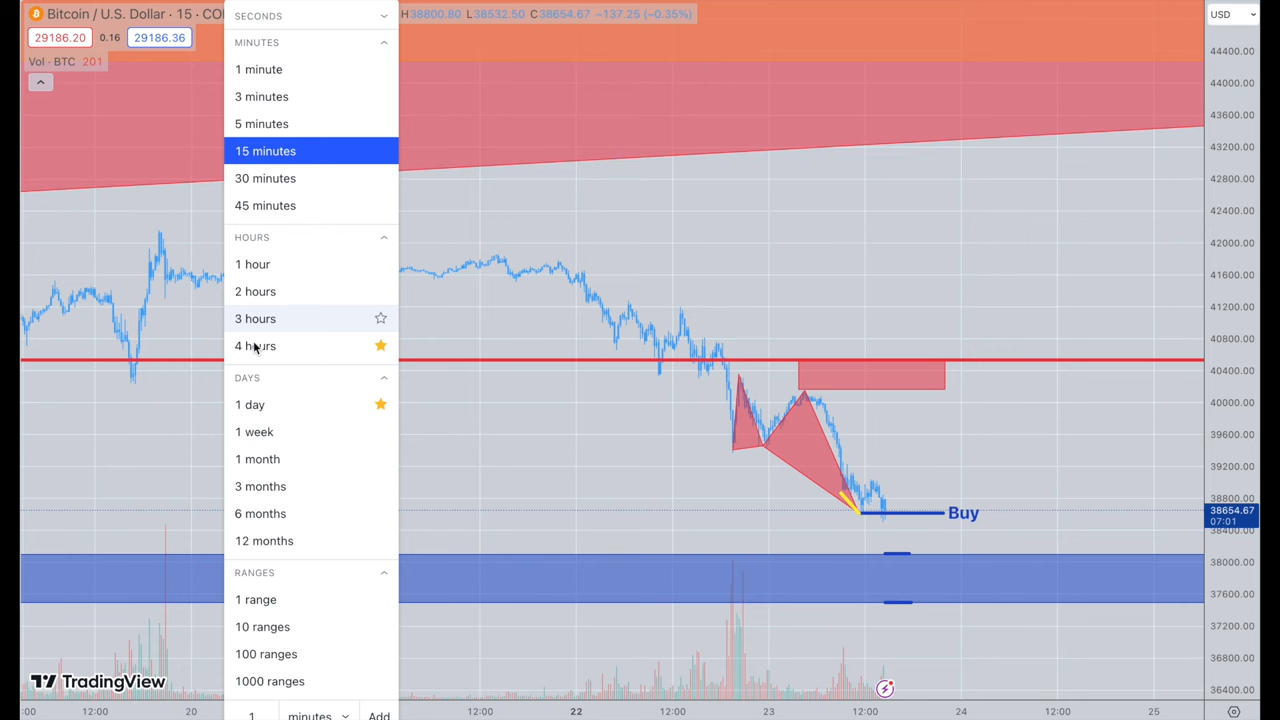 Bitcoin / U.S. Dollar · 15 · CO
H38800.80 L38532.50 C38654.67 −137.25 (−0.35%)
USD
29186.20 0.16 29186.36
Vol · BTC 201
SECONDS
MINUTES
1 minute
3 minutes
5 minutes
15 minutes
30 minutes
45 minutes
HOURS
1 hour
2 hours
3 hours
4 hours
DAYS
1 day
1 week
1 month
3 months
6 months
12 months
RANGES
1 range
10 ranges
100 ranges
1000 ranges
1 minutes Add
Buy
44400.00
44000.00
43600.00
43200.00
42800.00
42400.00
42000.00
41600.00
41200.00
40800.00
40400.00
40000.00
39600.00
39200.00
38800.00
38654.67
07:01
38400.00
38000.00
37600.00
37200.00
36800.00
36400.00
TradingView
:00 12:00 20 12:00 22 12:00 23 12:00 24 12:00 25